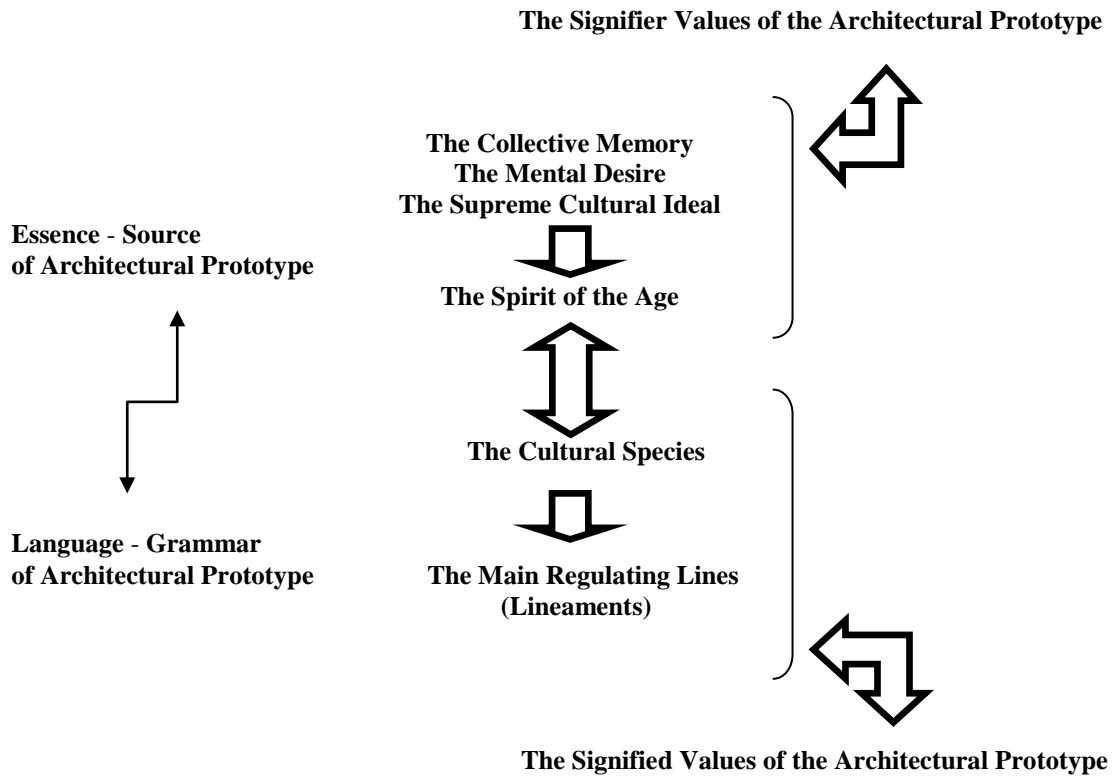 The Signifier Values of the Architectural Prototype
The Collective Memory
The Mental Desire
The Supreme Cultural Ideal
Essence - Source
of Architectural Prototype
The Spirit of the Age
The Cultural Species
Language - Grammar
of Architectural Prototype
The Main Regulating Lines
(Lineaments)
The Signified Values of the Architectural Prototype